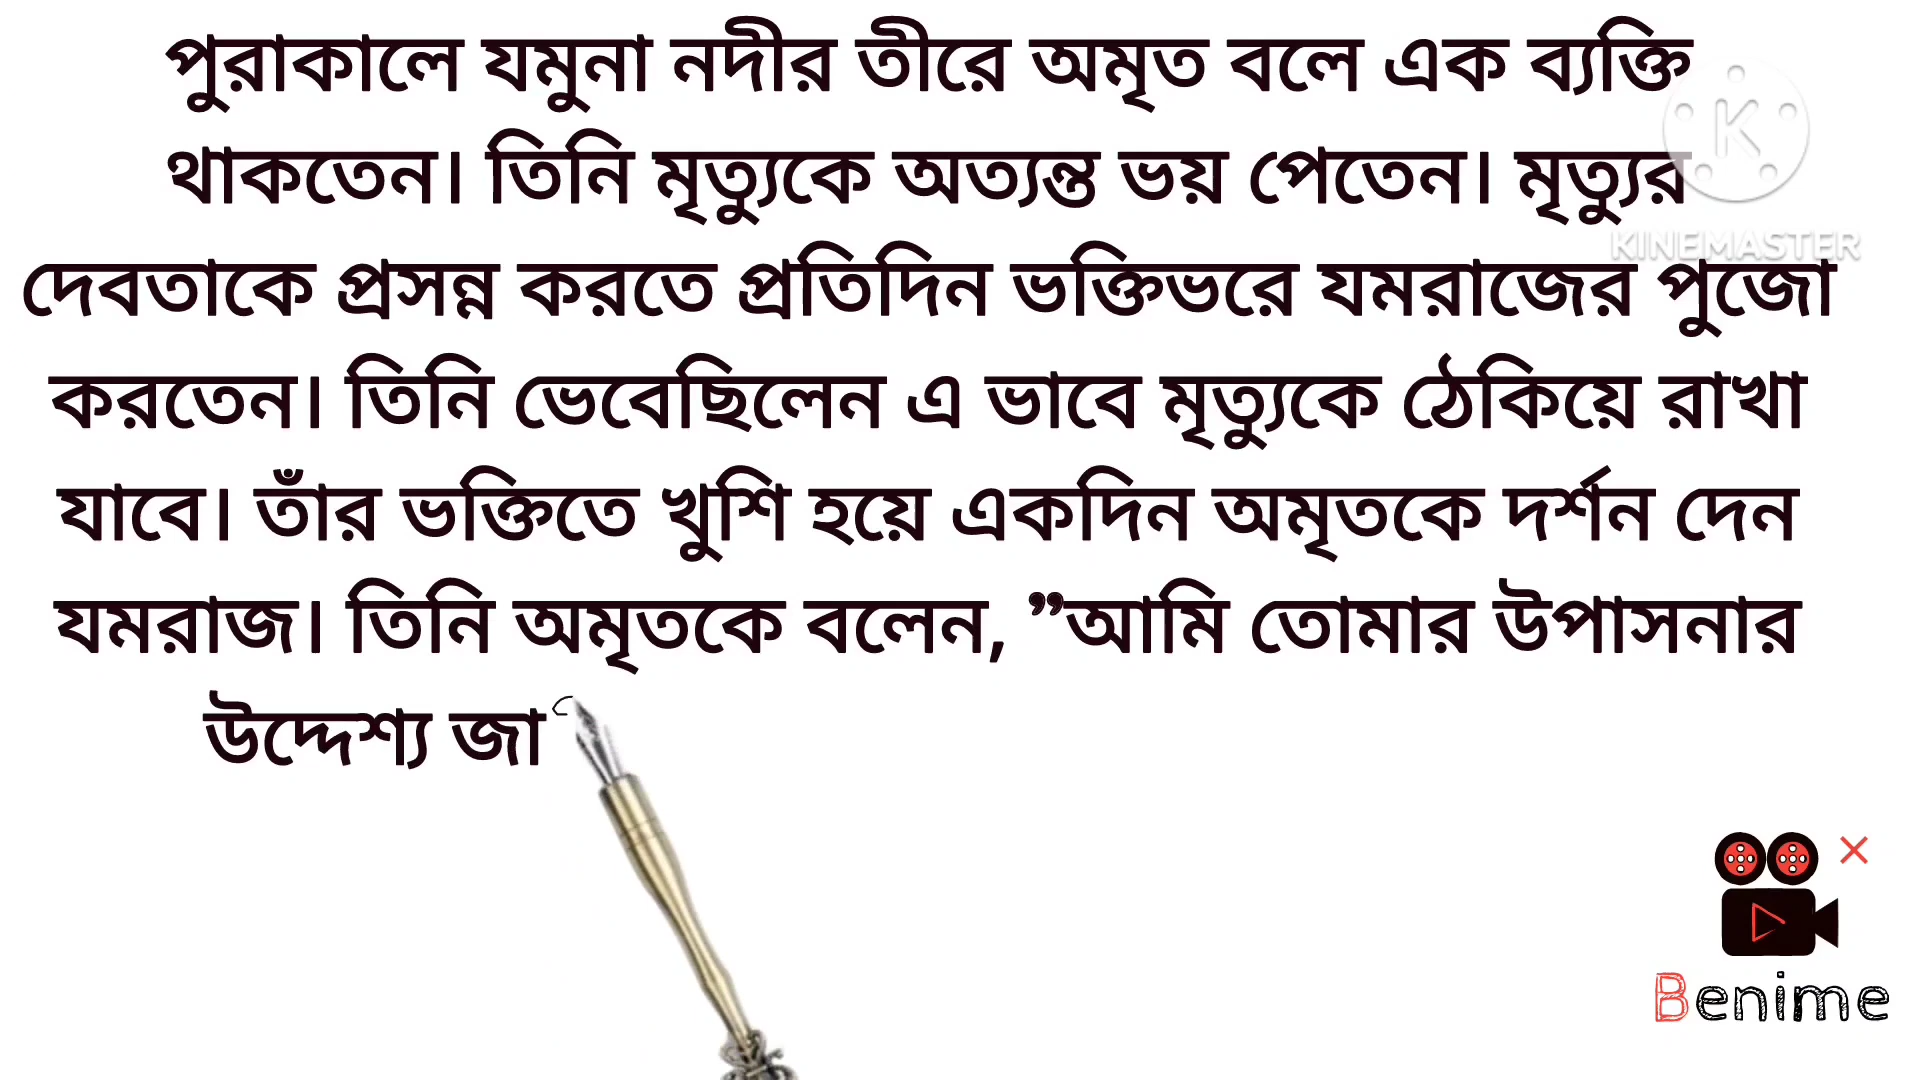 পুরাকালে যমুনা নদীর তীরে অমৃত বলে এক ব্যক্তি
থাকতেন। তিনি মৃত্যুকে অত্যন্ত ভয় পেতেন। মৃত্যুর
দেবতাকে প্রসন্ন করতে প্রতিদিন ভক্তিভরে যমরাজের পুজো
করতেন। তিনি ভেবেছিলেন এ ভাবে মৃত্যুকে ঠেকিয়ে রাখা
যাবে। তাঁর ভক্তিতে খুশি হয়ে একদিন অমৃতকে দর্শন দেন
যমরাজ। তিনি অমৃতকে বলেন, ”আমি তোমার উপাসনার
উদ্দেশ্য জা
K
KINEMASTER
Benime